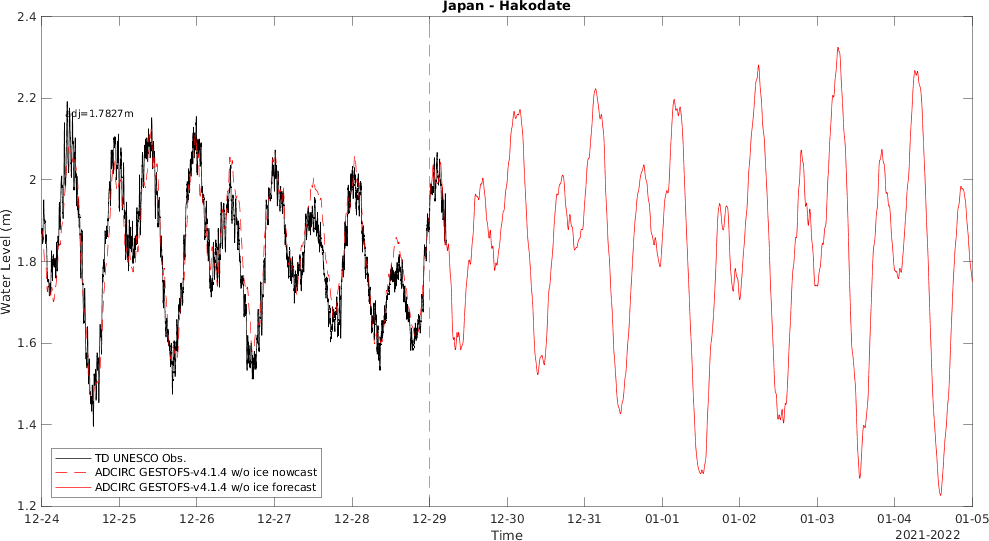 Japan - Hakodate
Water Level (m)
2.4
2.2
2
1.8
1.6
1.4
1.2
adj=1.7827m
TD UNESCO Obs.
ADCIRC GESTOFS-v4.1.4 w/o ice nowcast
ADCIRC GESTOFS-v4.1.4 w/o ice forecast
12-24 12-25 12-26 12-27 12-28 12-29 12-30 12-31 01-01 01-02 01-03 01-04 01-05
Time
2021-2022